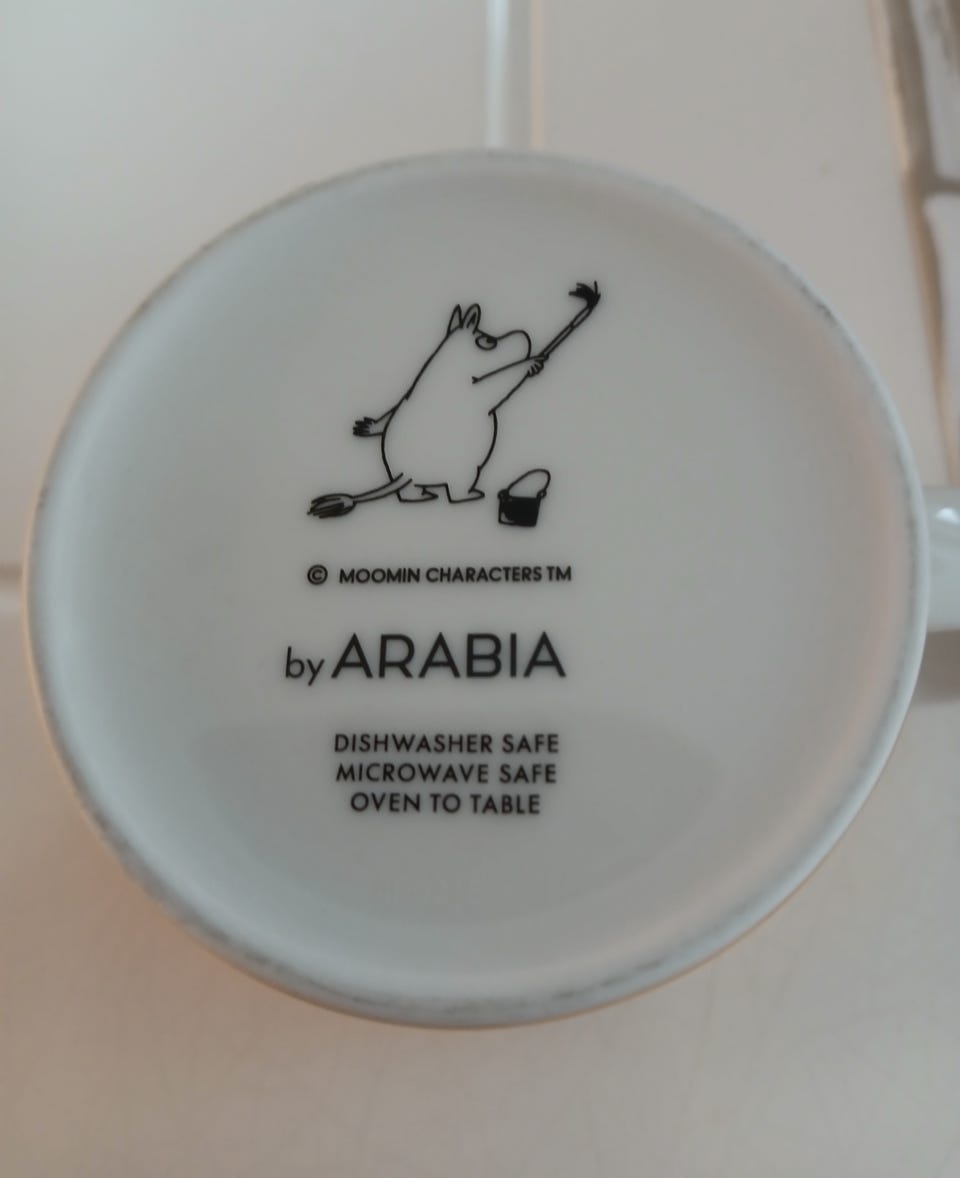 © MOOMIN CHARACTERS TM
by ARABIA
DISHWASHER SAFE
MICROWAVE SAFE
OVEN TO TABLE